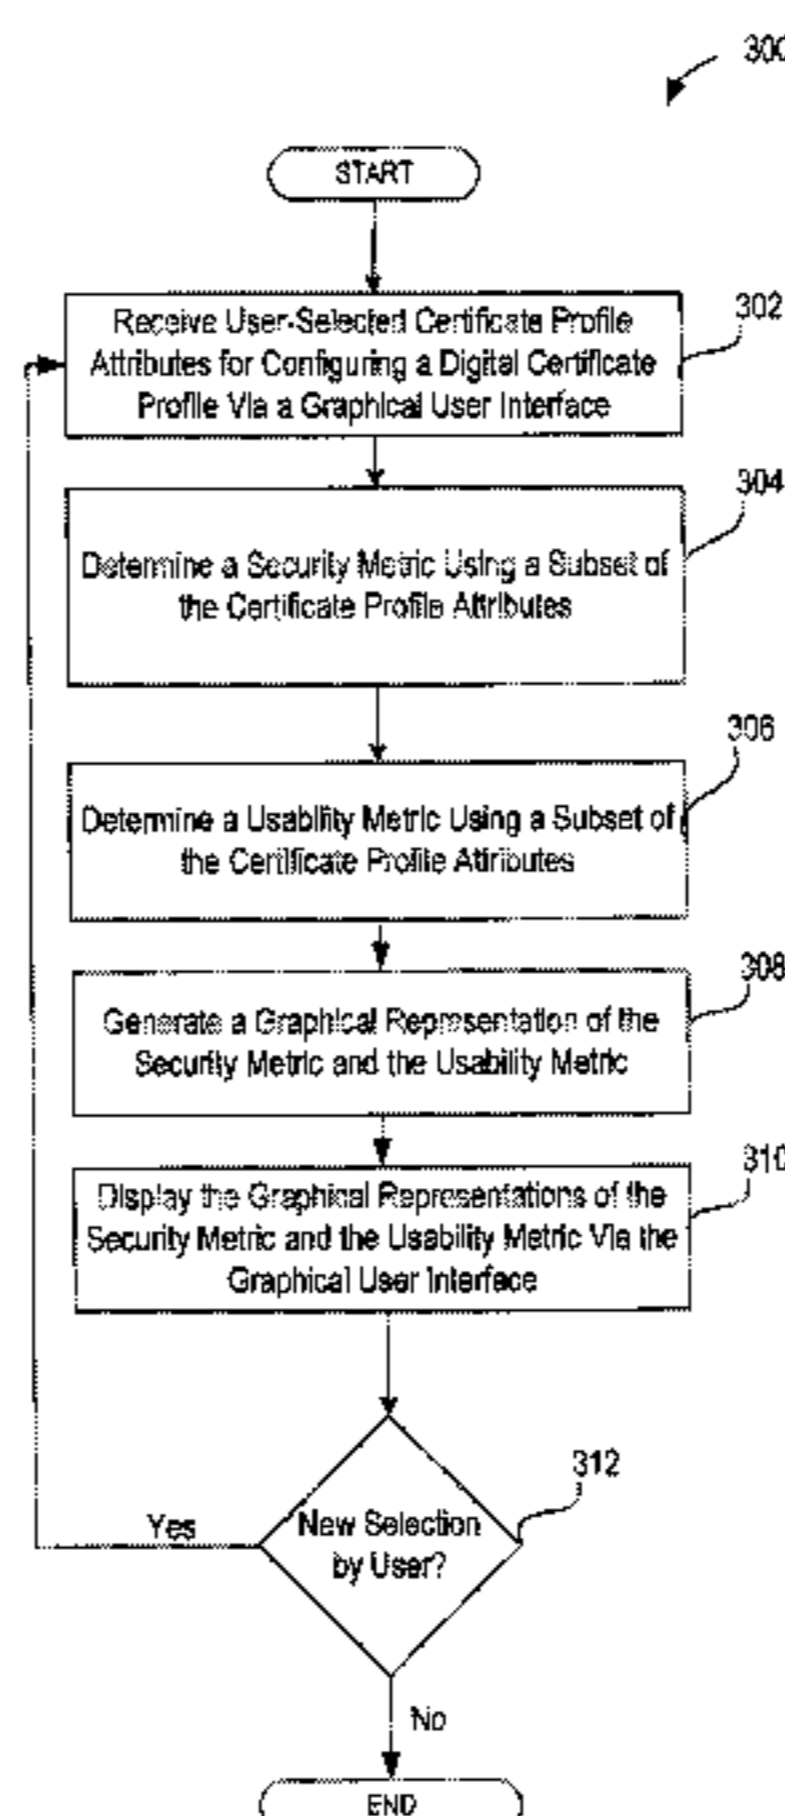 300
START
302
Receive User-Selected Certificate Profile
Attributes for Configuring a Digital Certificate
Profile Via a Graphical User Interface
304
Determine a Security Metric Using a Subset of
the Certificate Profile Attributes
306
Determine a Usability Metric Using a Subset of
the Certificate Profile Attributes
308
Generate a Graphical Representation of the
Security Metric and the Usability Metric
310
Display the Graphical Representations of the
Security Metric and the Usability Metric Via the
Graphical User Interface
312
New Selection
by User?
Yes
No
END